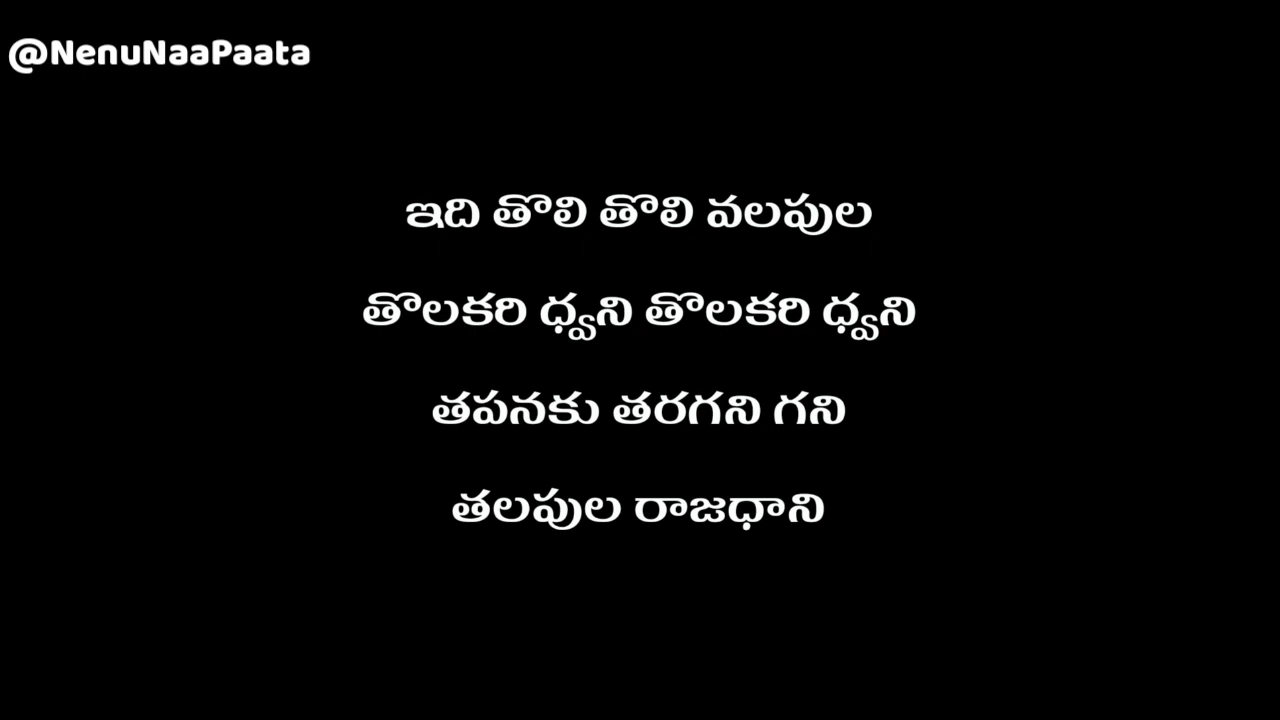 @NenuNaaPaata
ఇది తొలి తొలి వలపుల
తొలకరి ధ్వని తొలకరి ధ్వని
తపనకు తరగని గని
తలపుల రాజధాని